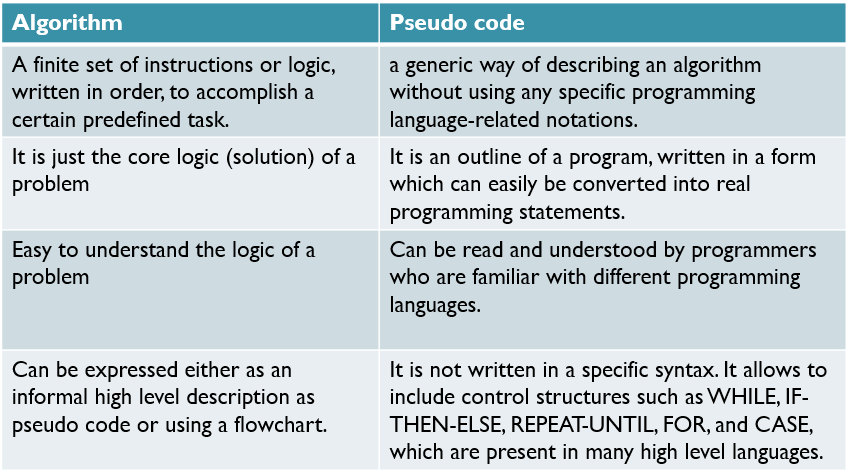 Algorithm
Pseudo code
A finite set of instructions or logic,
written in order, to accomplish a
certain predefined task.
a generic way of describing an algorithm
without using any specific programming
language-related notations.
It is just the core logic (solution) of a
problem
It is an outline of a program, written in a form
which can easily be converted into real
programming statements.
Easy to understand the logic of a
problem
Can be read and understood by programmers
who are familiar with different programming
languages.
Can be expressed either as an
informal high level description as
pseudo code or using a flowchart.
It is not written in a specific syntax. It allows to
include control structures such as WHILE, IF-
THEN-ELSE, REPEAT-UNTIL, FOR, and CASE,
which are present in many high level languages.